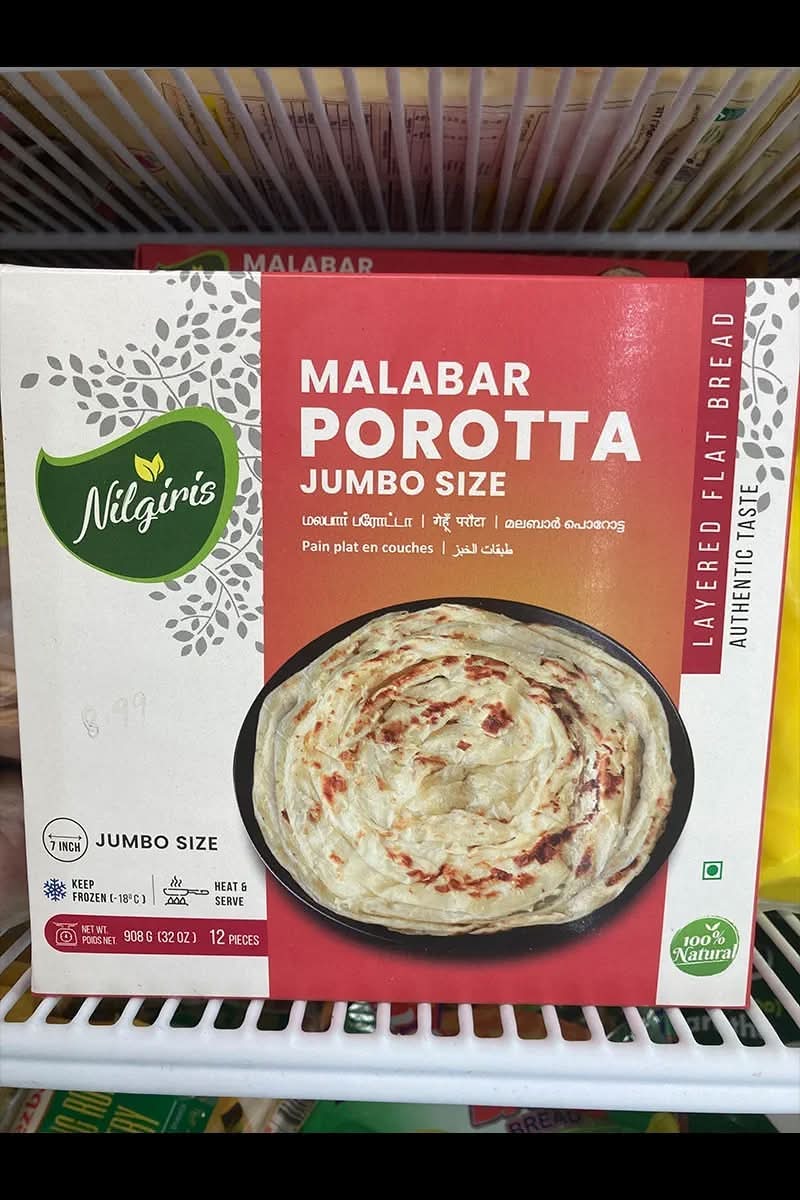 MALABAR
MALABAR
POROTTA
JUMBO SIZE
மலபார் பரோட்டா | गेहूँ परौटा | മലബാർ പൊറോട്ട
Pain plat en couches | طبقات الخبز
LAYERED FLAT BREAD
AUTHENTIC TASTE
Nilgiris
8.99
7 INCH
JUMBO SIZE
KEEP
FROZEN (-18°C)
HEAT &
SERVE
NET WT.
POIDS NET.
908 G (32 OZ)
12 PIECES
100%
Natural
BREAD